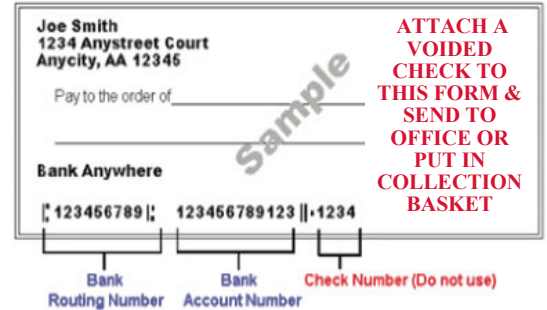 Joe Smith
1234 Anystreet Court
Anycity, AA 12345
Pay to the order of
Sample
Bank Anywhere
⑆123456789⑆ 123456789123 ⑈ 1234
ATTACH A
VOIDED
CHECK TO
THIS FORM &
SEND TO
OFFICE OR
PUT IN
COLLECTION
BASKET
Bank
Routing Number
Bank
Account Number
Check Number (Do not use)